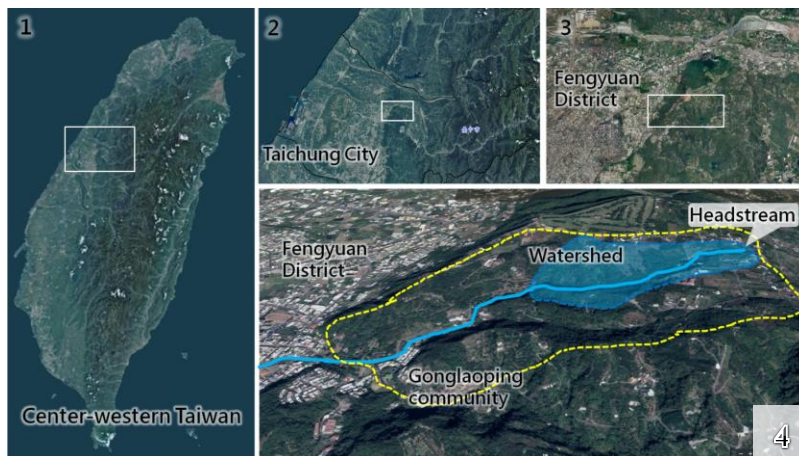 1
Center-western Taiwan
2
Taichung City
3
Fengyuan
District
Headstream
Watershed
Fengyuan
District
Gonglaoping
community
4